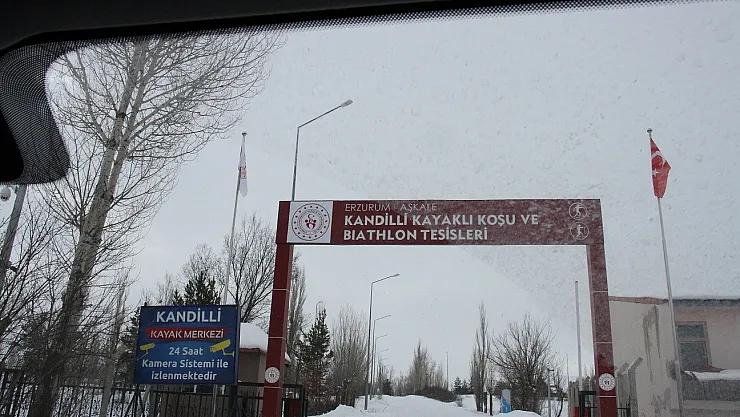 ERZURUM - AŞKALE
KANDİLLİ KAYAKLI KOŞU VE
BIATHLON TESİSLERİ
KANDİLLİ
KAYAK MERKEZİ
24 SAAT
Kamera Sistemi ile
izlenmektedir